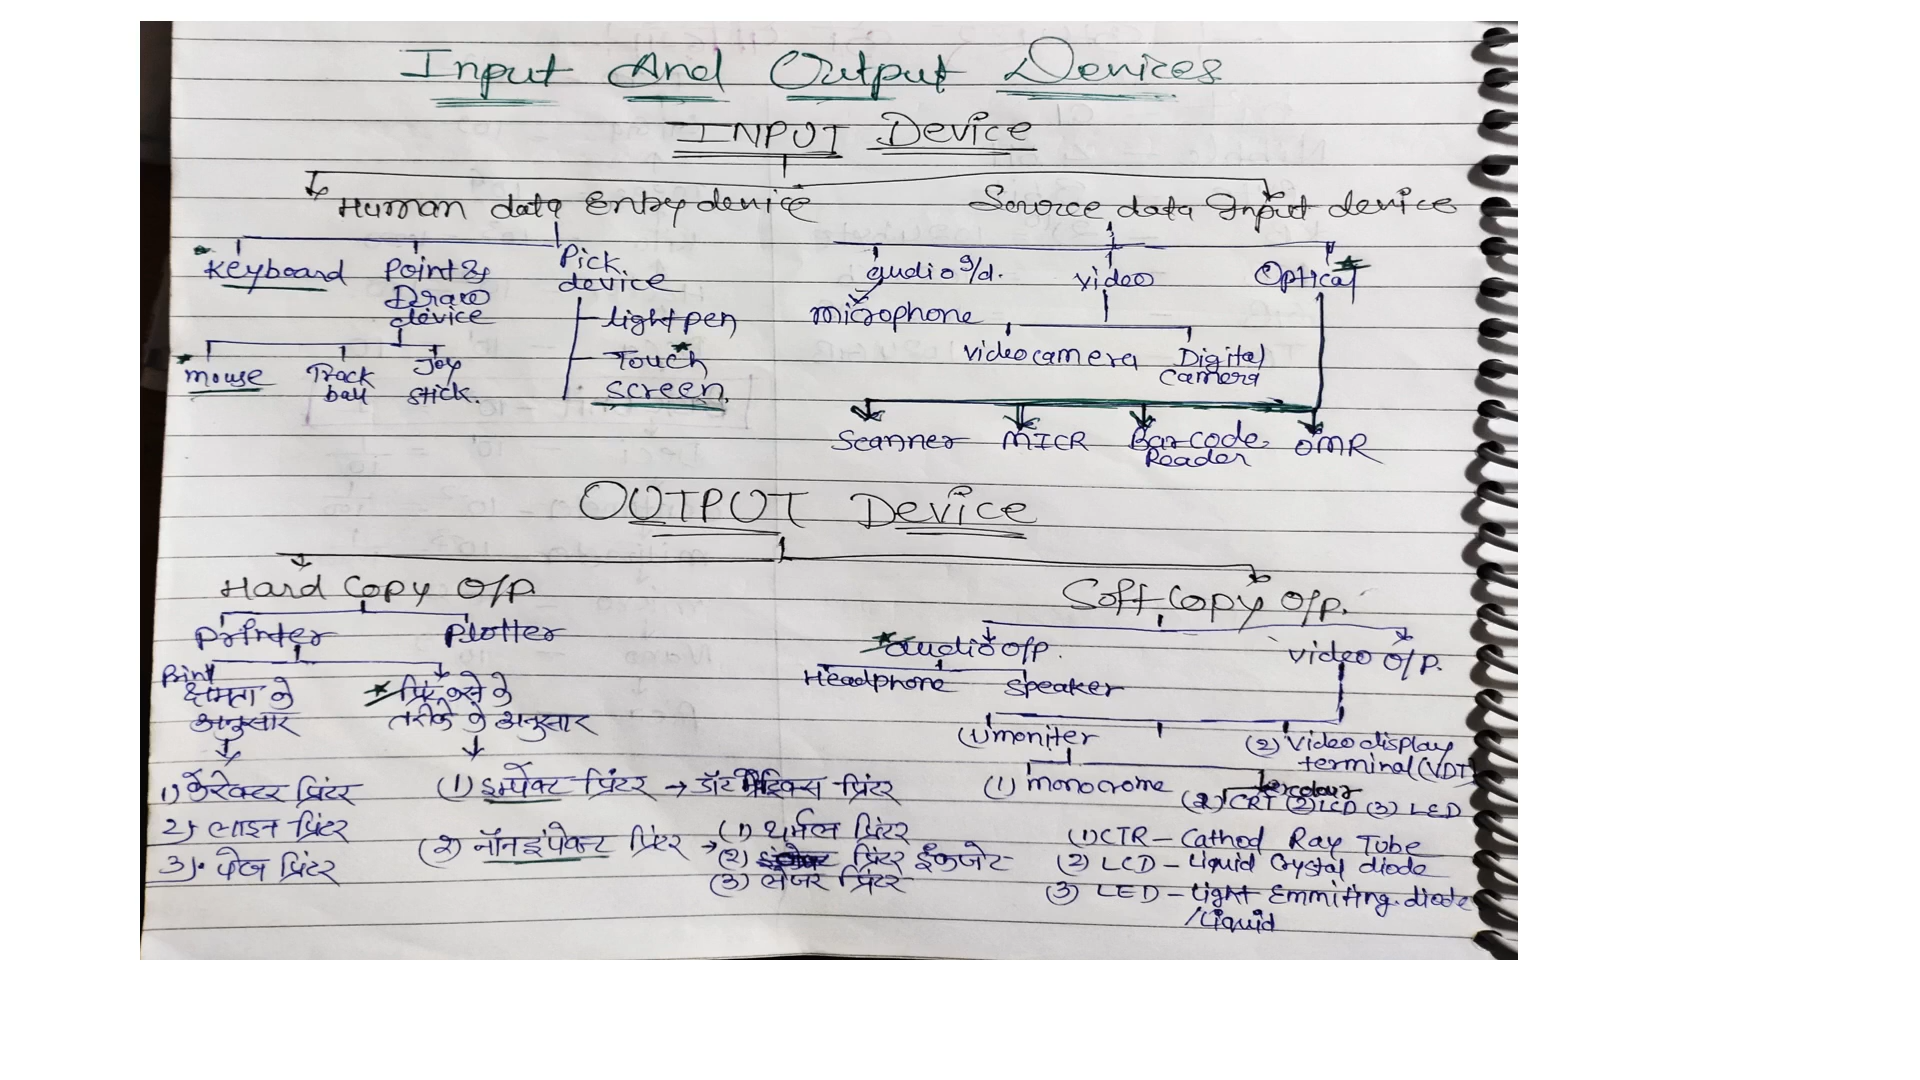 Input And Output Devices
INPUT Device
Human data Entry device Source data Input device
Keyboard Point & Draw device Pick device
audio I/d. video Optical
light pen
microphone
Touch screen
video camera Digital camera
mouse Track ball Joy stick.
Scanner MICR Barcode Reader OMR
OUTPUT Device
Hard Copy O/P. Soft Copy O/P.
Printer Plotter
audio O/P. video O/P.
Headphone Speaker
Print क्षमता के अनुसार
प्रिंट करने के तरीके के अनुसार
(1) moniter (2) Video display terminal (VDT)
(1) monocrome (2) colour
CRT (2) LCD (3) LED
1) कैरेक्टर प्रिंटर
2) लाइन प्रिंटर
3) पेज प्रिंटर
(1) इम्पेक्ट प्रिंटर → डॉट मैट्रिक्स प्रिंटर
(2) नॉन इंपेक्ट प्रिंटर → (1) थर्मल प्रिंटर
(2) प्रिंटर इंकजेट
(3) लेजर प्रिंटर
(1) CTR - Cathod Ray Tube
(2) LCD - Liquid Crystal diode
(3) LED - Light Emmiting diode
/Liquid